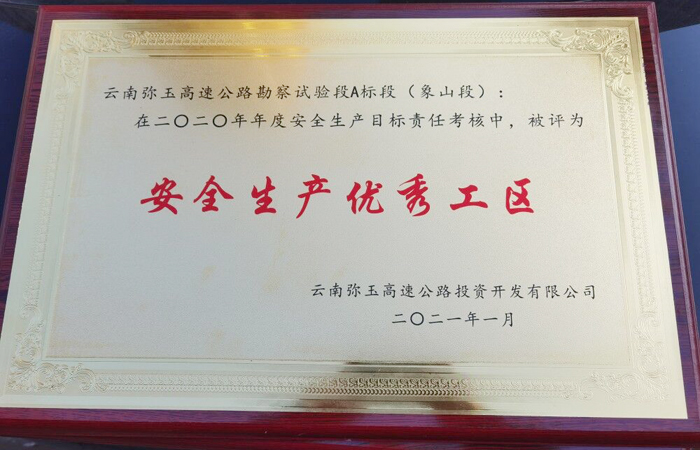 云南弥玉高速公路勘察试验段A标段（象山段）：
在二〇二〇年年度安全生产目标责任考核中，被评为
安全生产优秀工区
云南弥玉高速公路投资开发有限公司
二〇二一年一月